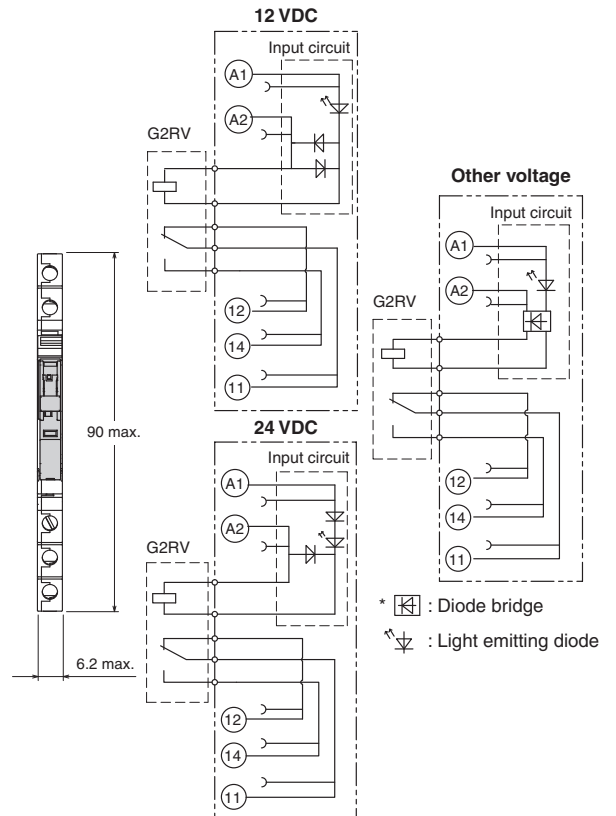 12 VDC
Input circuit
A1
A2
G2RV
12
14
11
Other voltage
Input circuit
A1
A2
G2RV
12
14
11
90 max.
6.2 max.
24 VDC
Input circuit
A1
A2
G2RV
12
14
11
* : Diode bridge
: Light emitting diode